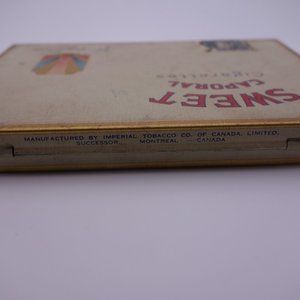 SWEET
CAPORAL
Cigarettes
MANUFACTURED BY IMPERIAL TOBACCO CO. OF CANADA, LIMITED,
SUCCESSOR, MONTREAL - CANADA